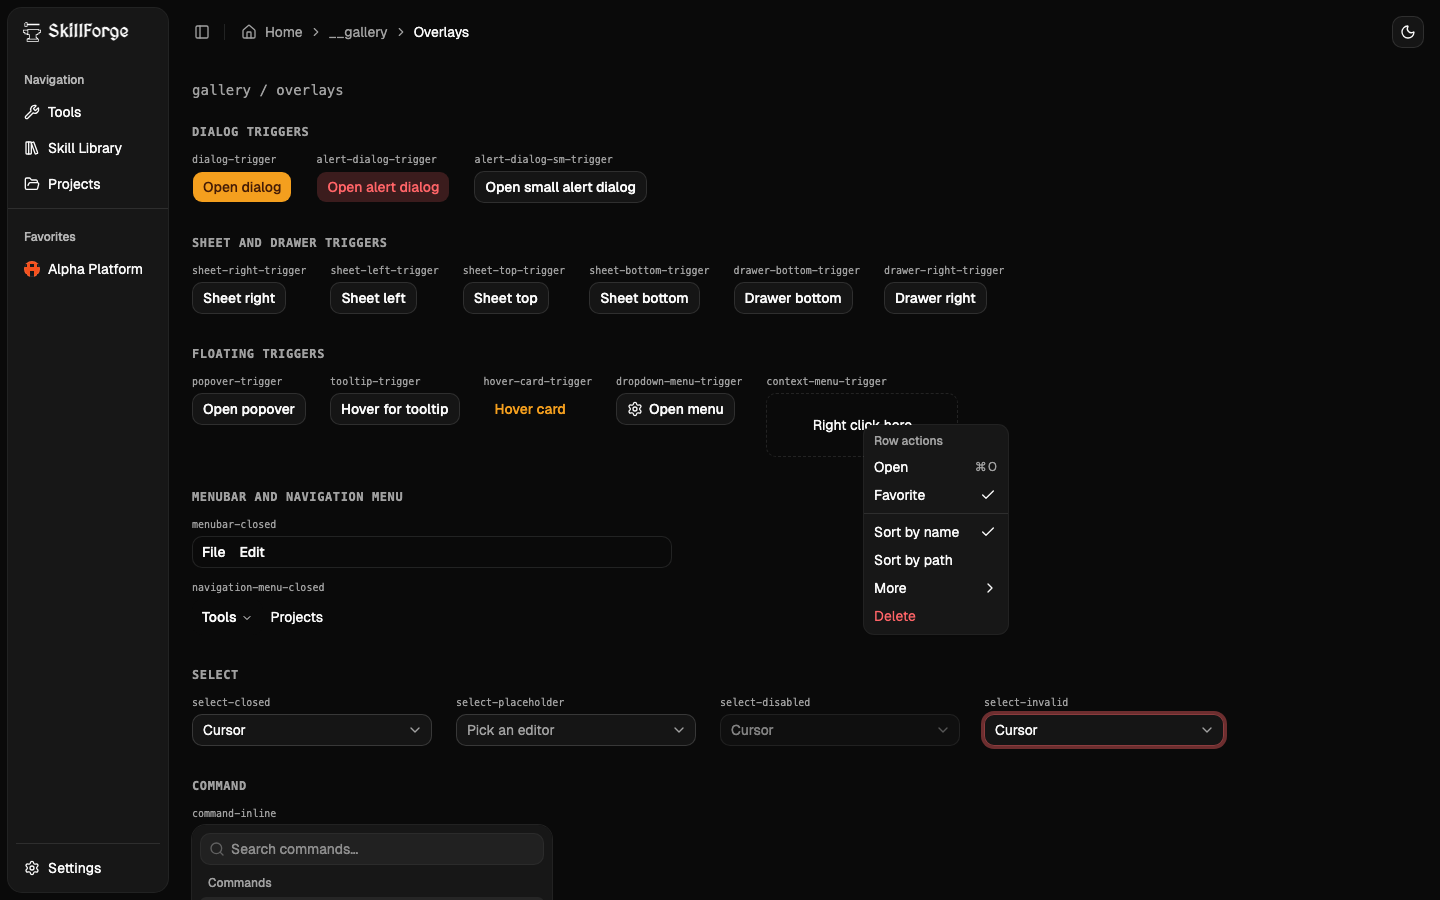 SkillForge
Home > __gallery > Overlays
Navigation
Tools
Skill Library
Projects
Favorites
Alpha Platform
Settings
gallery / overlays
DIALOG TRIGGERS
dialog-trigger alert-dialog-trigger alert-dialog-sm-trigger
Open dialog Open alert dialog Open small alert dialog
SHEET AND DRAWER TRIGGERS
sheet-right-trigger sheet-left-trigger sheet-top-trigger sheet-bottom-trigger drawer-bottom-trigger drawer-right-trigger
Sheet right Sheet left Sheet top Sheet bottom Drawer bottom Drawer right
FLOATING TRIGGERS
popover-trigger tooltip-trigger hover-card-trigger dropdown-menu-trigger context-menu-trigger
Open popover Hover for tooltip Hover card Open menu
Right click here
Row actions
Open ⌘O
Favorite
Sort by name
Sort by path
More
Delete
MENUBAR AND NAVIGATION MENU
menubar-closed
File Edit
navigation-menu-closed
Tools Projects
SELECT
select-closed select-placeholder select-disabled select-invalid
Cursor Pick an editor Cursor Cursor
COMMAND
command-inline
Search commands...
Commands